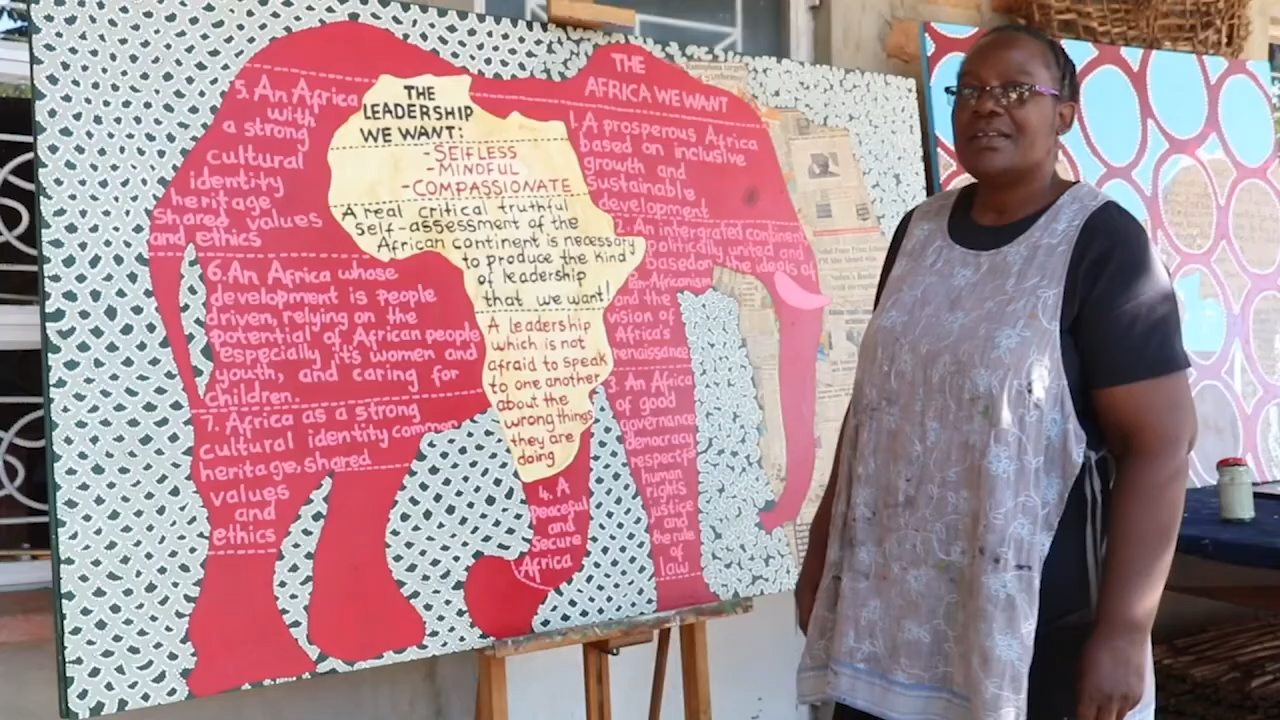 THE
AFRICA WE WANT
1. A prosperous Africa
based on inclusive
growth and
sustainable
development
2. An intergrated continent
politically united and
based on the ideals of
Pan-Africanism
and the
vision of
Africa's
renaissance
3. An Africa
of good
governance
democracy
respect for
human
rights
justice
and
the rule
of
law
4. A
Peaceful
and
Secure
Africa
5. An Africa
with
a strong
cultural
identity
heritage
shared values
and ethics
6. An Africa whose
development is people
driven, relying on the
potential of African people
especially it's women and
youth, and caring for
children.
7. Africa as a strong
cultural identity common
heritage, shared
values
and
ethics
THE
LEADERSHIP
WE WANT:
-SELFLESS
-MINDFUL
-COMPASSIONATE
A real critical truthful
self-assessment of the
African continent is necessary
to produce the kind
of leadership
that we want!
A leadership
which is not
afraid to speak
to one another
about the
wrong things
they are
doing